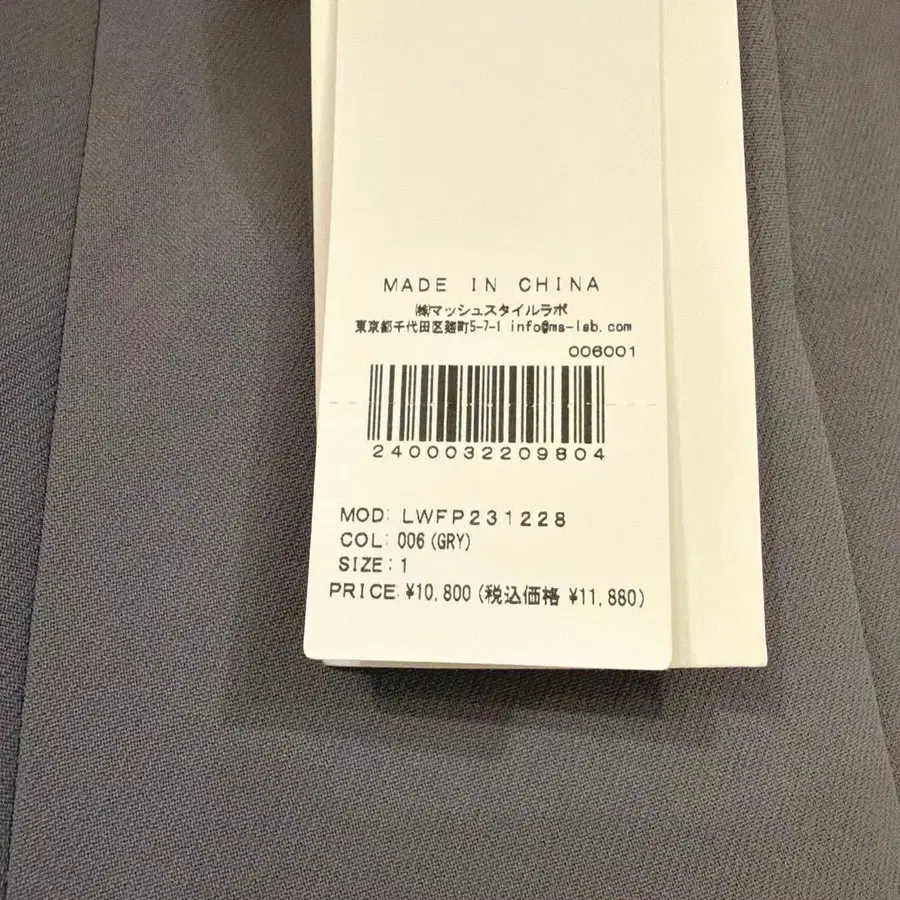 MADE IN CHINA
㈱マッシュスタイルラボ
東京都千代田区麹町5-7-1 info@ms-lab.com
006001
2400032209804
MOD: LWFP231228
COL: 006(GRY)
SIZE:1
PRICE:¥10,800(税込価格 ¥11,880)